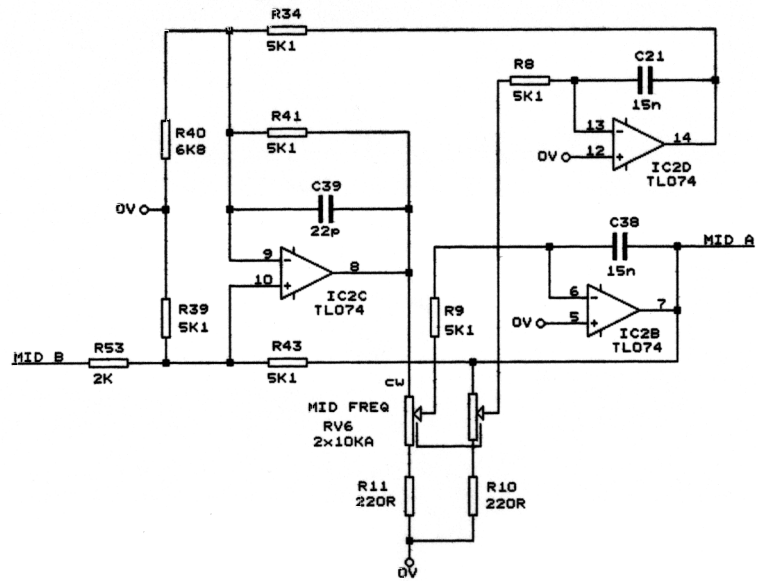 R34
5K1
R8
5K1
C21
15n
R40
6K8
R41
5K1
13
12
14
0V
IC2D
TL074
C39
22p
0V
C38
15n
MID A
9
10
8
IC2C
TL074
6
5
7
0V
IC2B
TL074
R9
5K1
R39
5K1
MID B
R53
2K
R43
5K1
CW
MID FREQ
RV6
2x10KA
R11
220R
R10
220R
0V